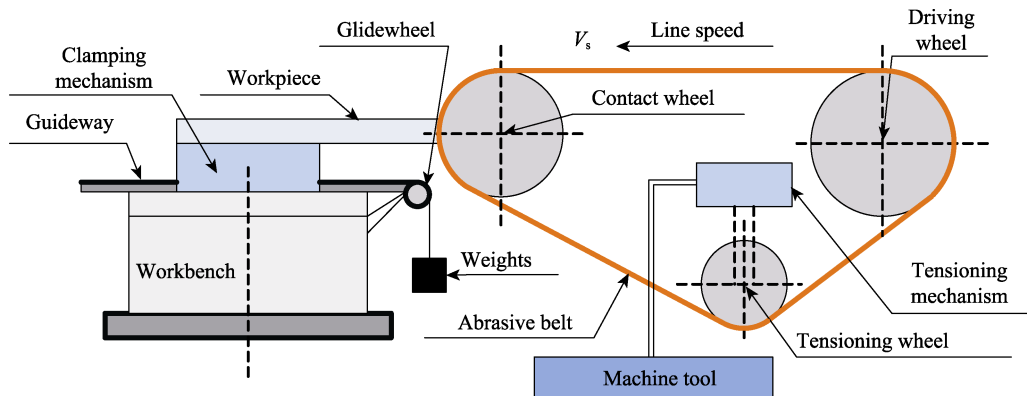 Glidewheel
Clamping
mechanism
Workpiece
Guideway
Vs
Line speed
Driving
wheel
Contact wheel
Workbench
Weights
Abrasive belt
Tensioning
mechanism
Tensioning wheel
Machine tool